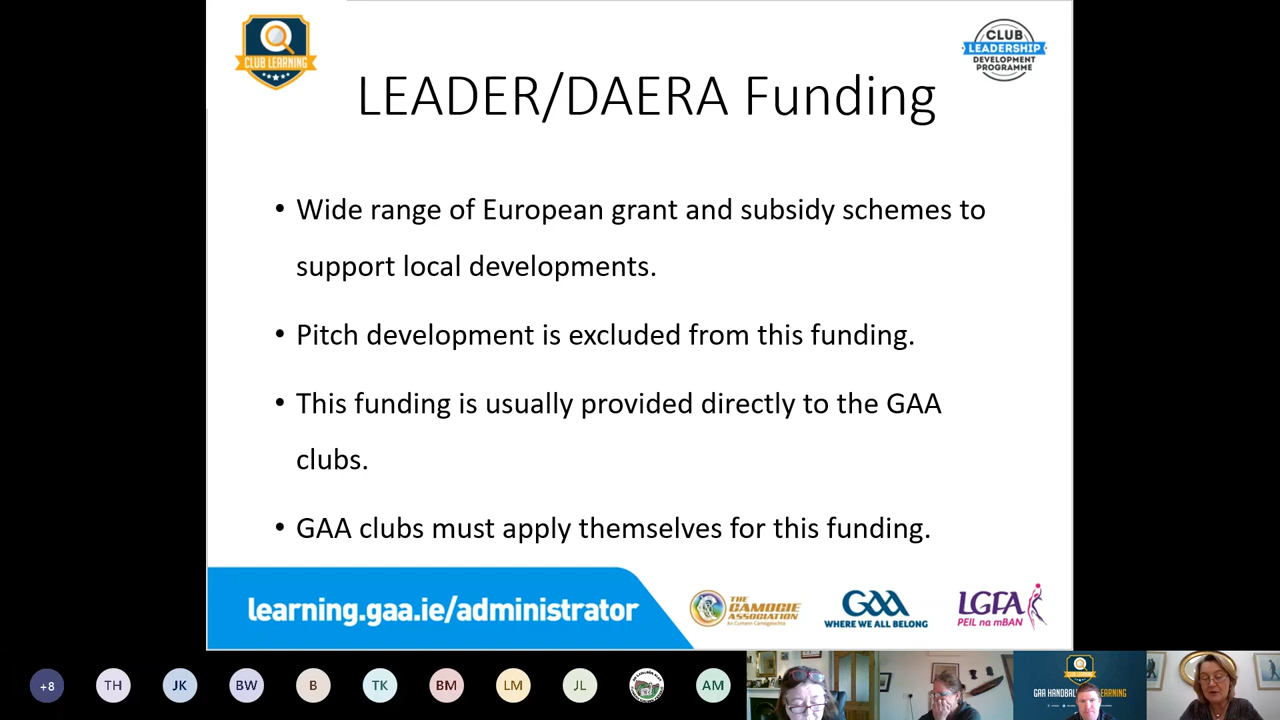 CLUB LEARNING
CLUB
LEADERSHIP
DEVELOPMENT
PROGRAMME
LEADER/DAERA Funding
• Wide range of European grant and subsidy schemes to
support local developments.
• Pitch development is excluded from this funding.
• This funding is usually provided directly to the GAA
clubs.
• GAA clubs must apply themselves for this funding.
learning.gaa.ie/administrator
THE
CAMOGIE
ASSOCIATION
An Cumann Camógaíochta
GAA
WHERE WE ALL BELONG
LGFA
PEIL na mBAN
+8
TH
JK
BW
B
TK
BM
LM
JL
AM